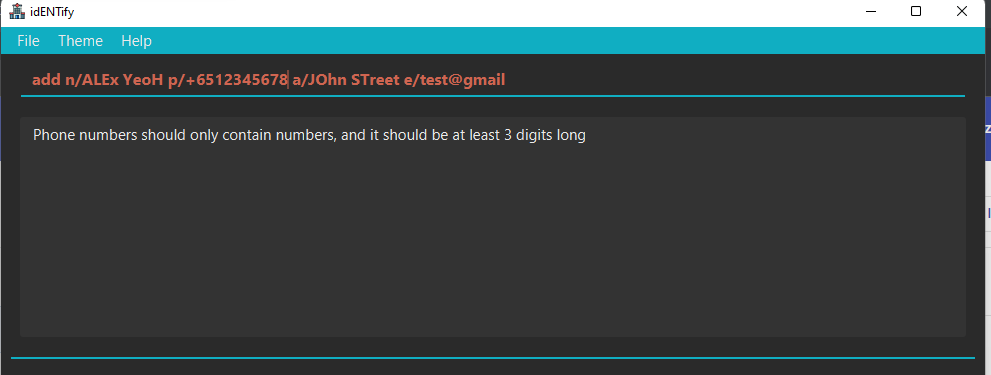 idENTify
File Theme Help
add n/ALEx YeoH p/+6512345678 a/JOhn STreet e/test@gmail
Phone numbers should only contain numbers, and it should be at least 3 digits long